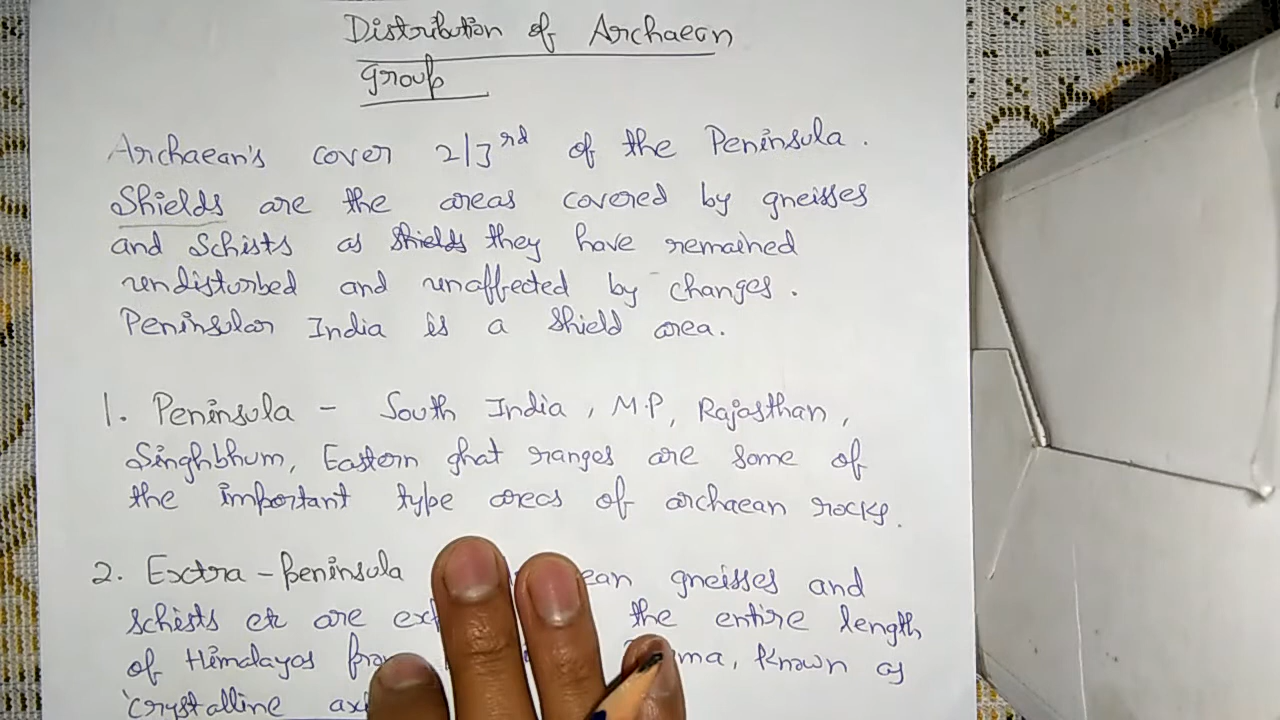 Distribution of Archaean
group
Archaean's cover 2/3rd of the Peninsula.
Shields are the areas covered by gneisses
and Schists as shields they have remained
undisturbed and unaffected by changes.
Peninsular India is a shield area.
1. Peninsula - South India, M.P, Rajasthan,
Singhbhum, Eastern ghat ranges are some of
the important type areas of archaean rocks.
2. Extra-peninsula gneisses and
schists etc are the entire length
of Himalayas known as
'crystalline